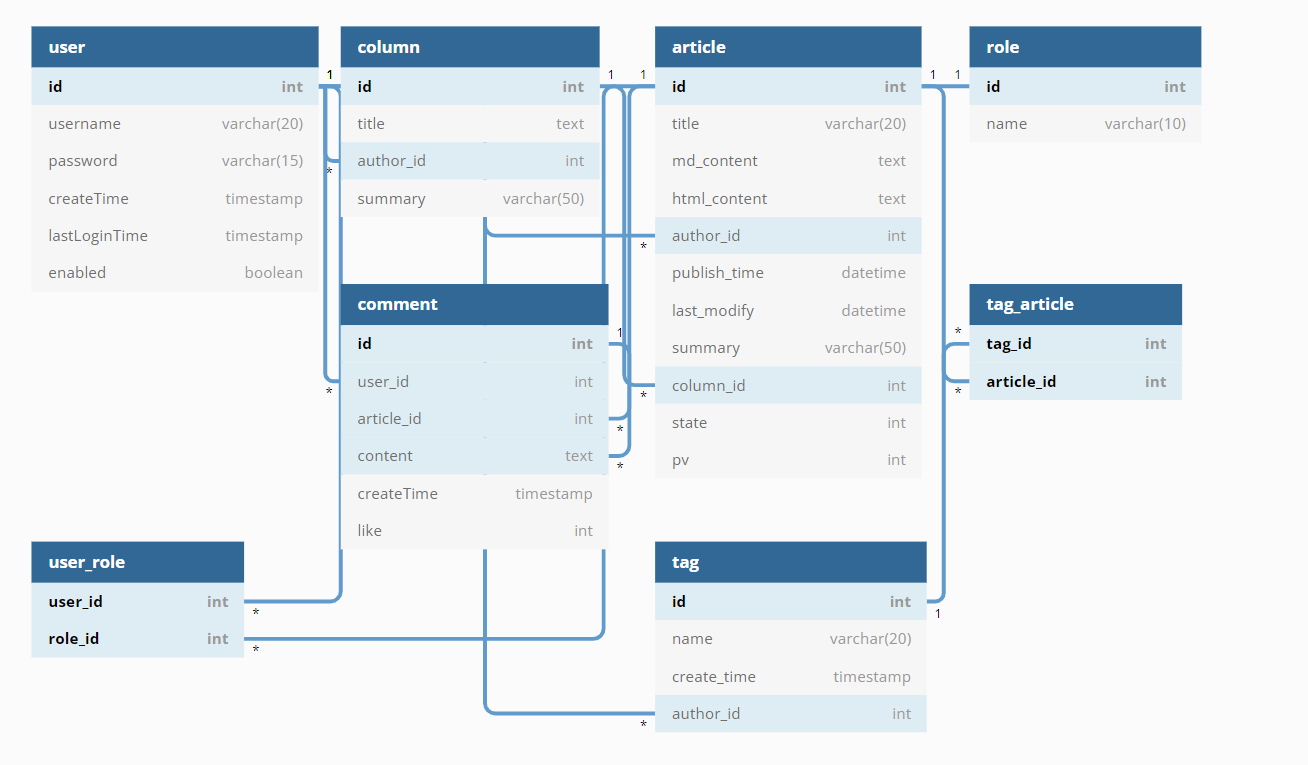 user
id int
username varchar(20)
password varchar(15)
createTime timestamp
lastLoginTime timestamp
enabled boolean
1
*
*
column
id int
title text
author_id int
summary varchar(50)
1
1
*
*
article
id int
title varchar(20)
md_content text
html_content text
author_id int
publish_time datetime
last_modify datetime
summary varchar(50)
column_id int
state int
pv int
1
1
role
id int
name varchar(10)
comment
id int
user_id int
article_id int
content text
createTime timestamp
like int
1
*
*
tag_article
tag_id int
article_id int
*
*
user_role
user_id int
role_id int
*
*
tag
id int
name varchar(20)
create_time timestamp
author_id int
1
*